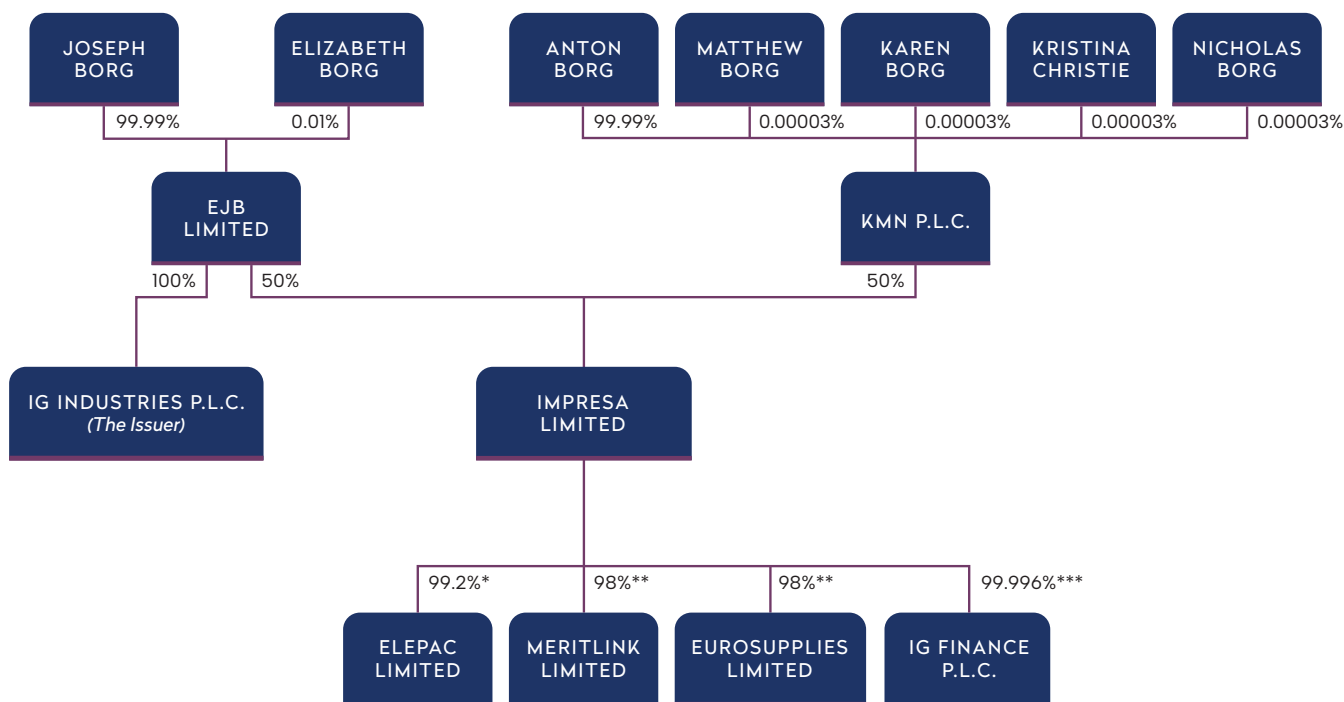 JOSEPH
BORG
ELIZABETH
BORG
ANTON
BORG
MATTHEW
BORG
KAREN
BORG
KRISTINA
CHRISTIE
NICHOLAS
BORG
99.99%
0.01%
99.99%
0.00003%
0.00003%
0.00003%
0.00003%
EJB
LIMITED
KMN P.L.C.
100%
50%
50%
IG INDUSTRIES P.L.C.
(The Issuer)
IMPRESA
LIMITED
99.2%*
98%**
98%**
99.996%***
ELEPAC
LIMITED
MERITLINK
LIMITED
EUROSUPPLIES
LIMITED
IG FINANCE
P.L.C.